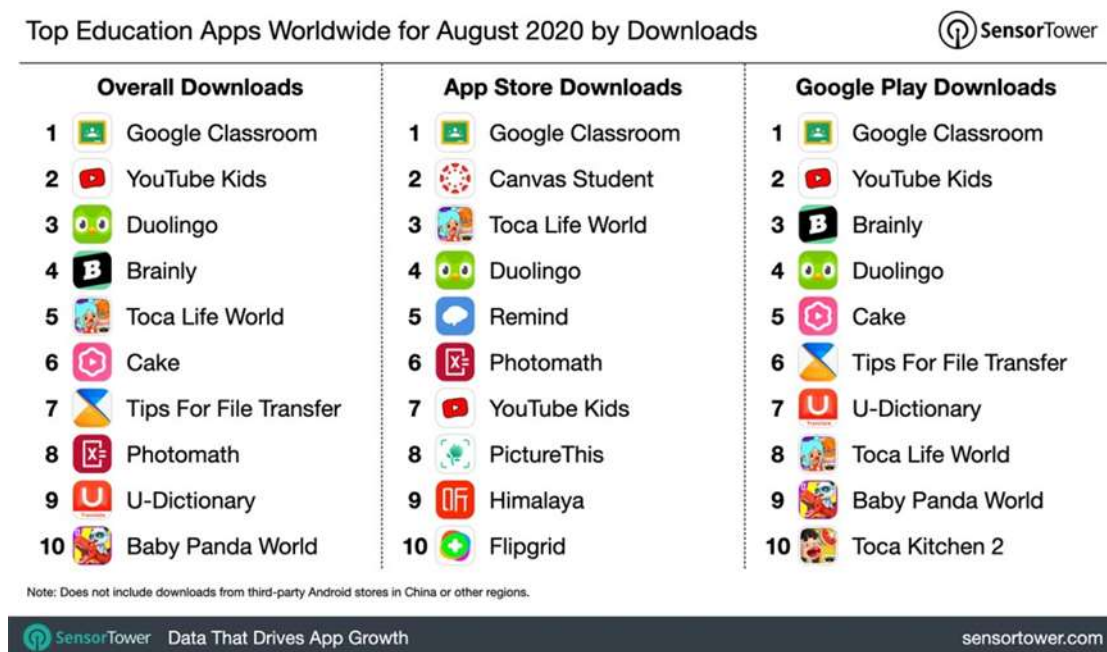 Top Education Apps Worldwide for August 2020 by Downloads
SensorTower
Overall Downloads
1 Google Classroom
2 YouTube Kids
3 Duolingo
4 B Brainly
5 Toca Life World
6 Cake
7 Tips For File Transfer
8 Photomath
9 U U-Dictionary
10 Baby Panda World
App Store Downloads
1 Google Classroom
2 Canvas Student
3 Toca Life World
4 Duolingo
5 Remind
6 Photomath
7 YouTube Kids
8 PictureThis
9 Himalaya
10 Flipgrid
Google Play Downloads
1 Google Classroom
2 YouTube Kids
3 B Brainly
4 Duolingo
5 Cake
6 Tips For File Transfer
7 U U-Dictionary
8 Toca Life World
9 Baby Panda World
10 Toca Kitchen 2
Note: Does not include downloads from third-party Android stores in China or other regions.
SensorTower Data That Drives App Growth
sensortower.com